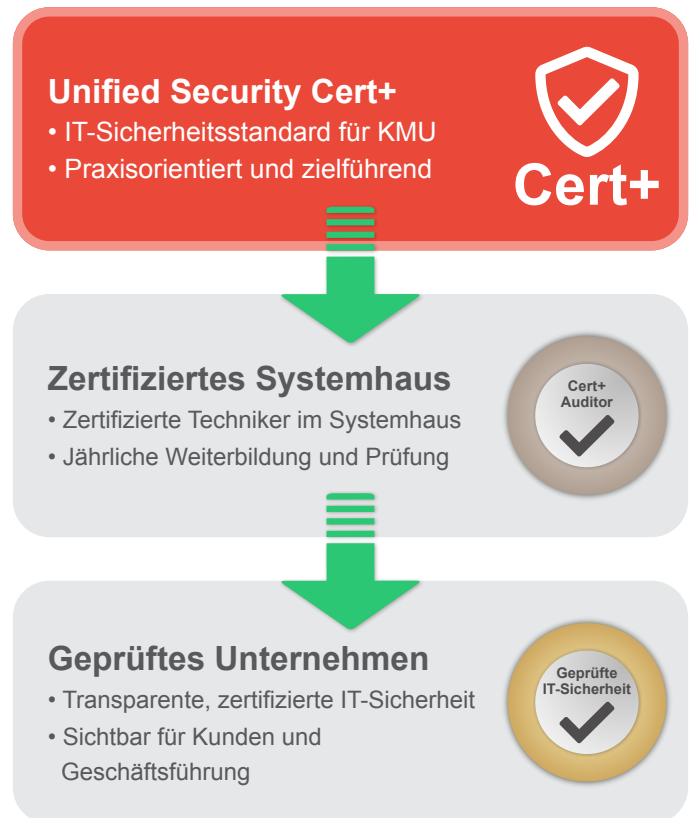 Unified Security Cert+
• IT-Sicherheitsstandard für KMU
• Praxisorientiert und zielführend
Cert+
Zertifiziertes Systemhaus
• Zertifizierte Techniker im Systemhaus
• Jährliche Weiterbildung und Prüfung
Cert+
Auditor
Geprüftes Unternehmen
• Transparente, zertifizierte IT-Sicherheit
• Sichtbar für Kunden und
Geschäftsführung
Geprüfte
IT-Sicherheit